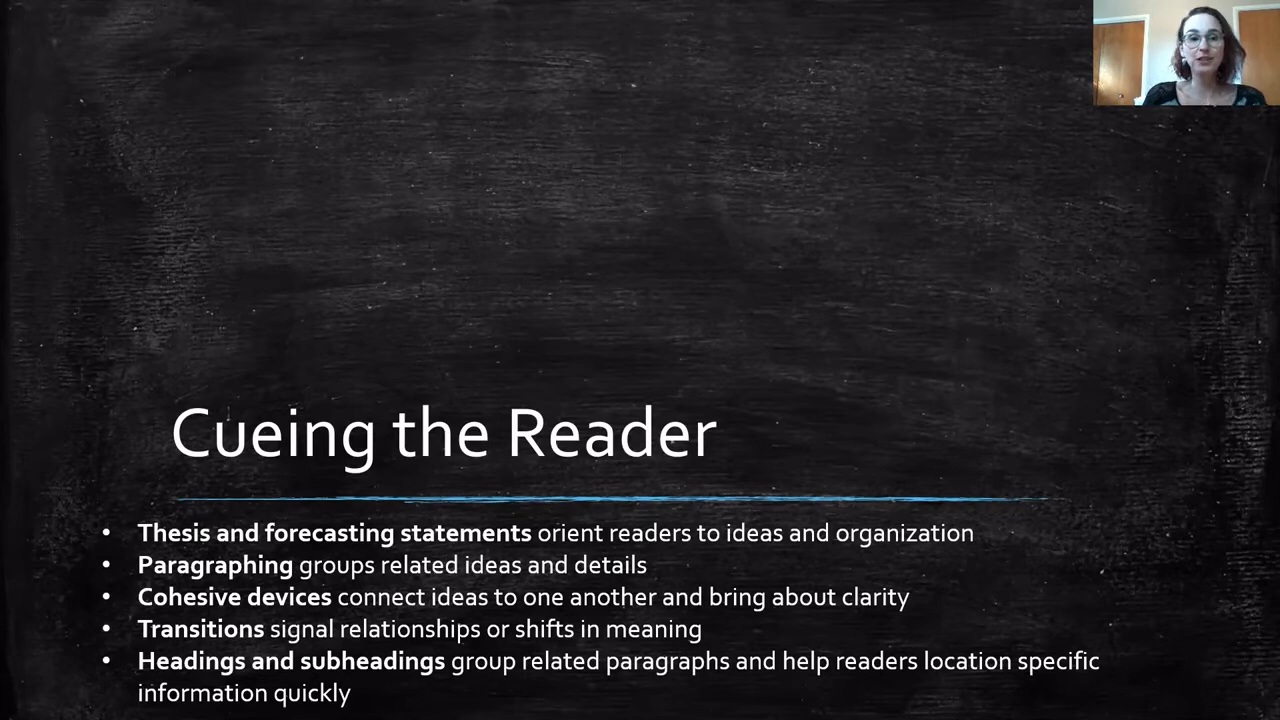 Cueing the Reader
• Thesis and forecasting statements orient readers to ideas and organization
• Paragraphing groups related ideas and details
• Cohesive devices connect ideas to one another and bring about clarity
• Transitions signal relationships or shifts in meaning
• Headings and subheadings group related paragraphs and help readers location specific
information quickly